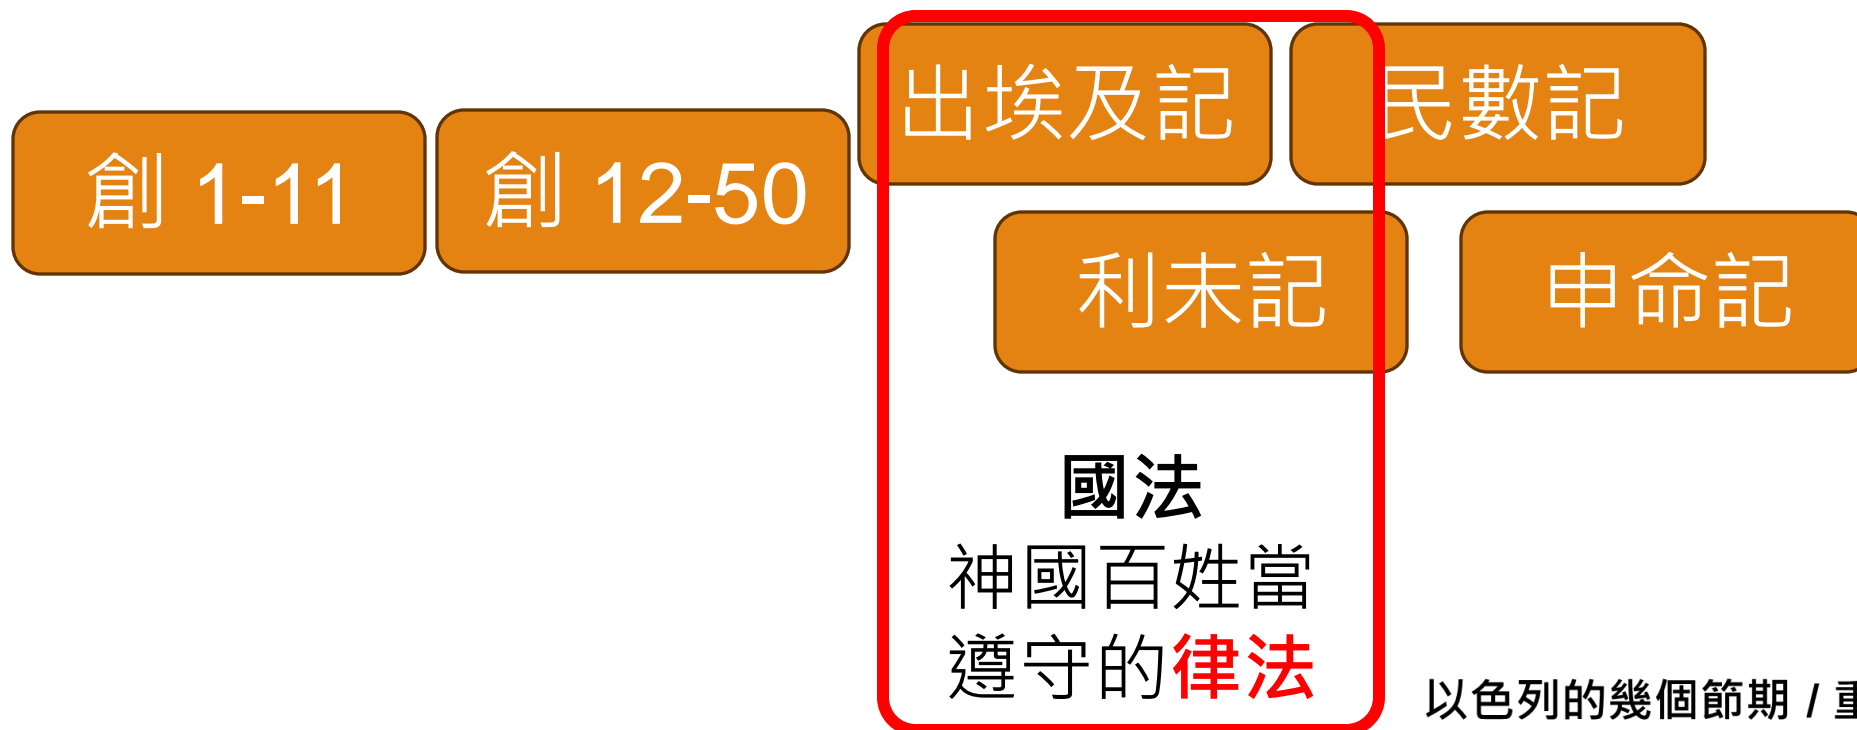 出埃及記 民數記
創 1-11 創 12-50
利未記 申命記
國法
神國百姓當
遵守的律法
以色列的幾個節期 / 重